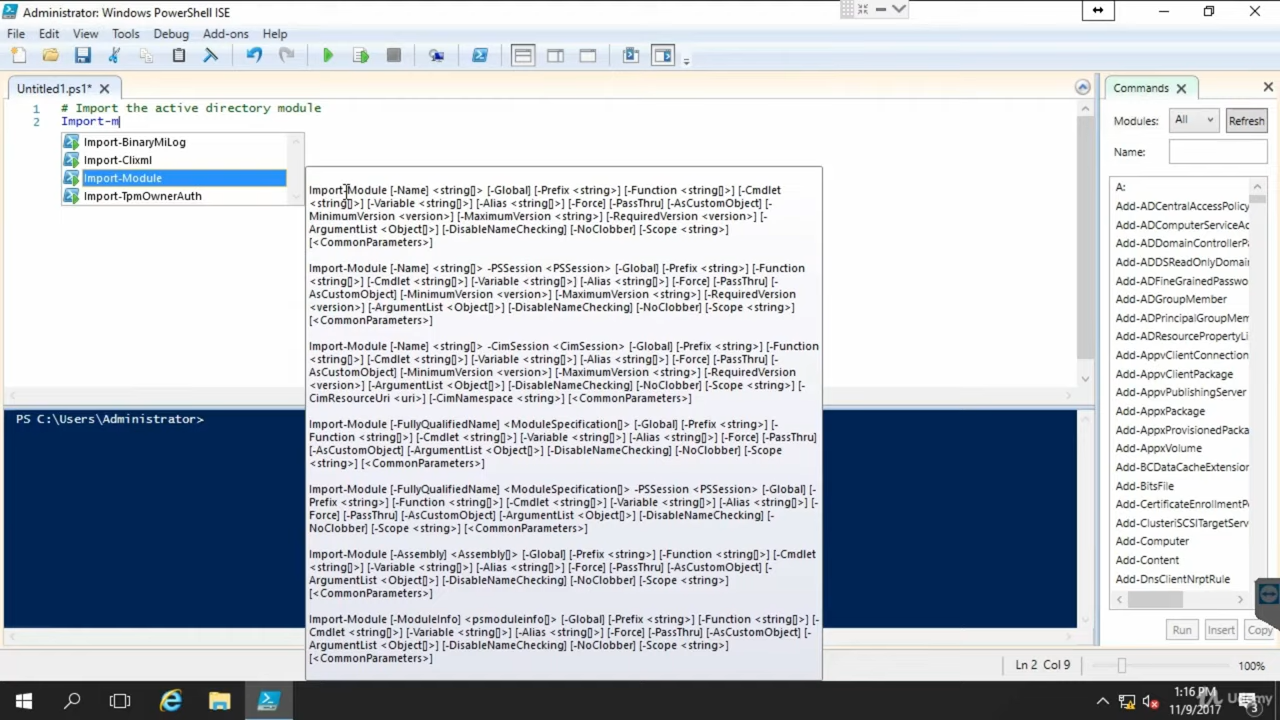 Administrator: Windows PowerShell ISE
File Edit View Tools Debug Add-ons Help
Untitled1.ps1*
1 # Import the active directory module
2 Import-m
Import-BinaryMiLog
Import-Clixml
Import-Module
Import-TpmOwnerAuth
Import-Module [-Name] <string[]> [-Global] [-Prefix <string>] [-Function <string[]>] [-Cmdlet
<string[]>] [-Variable <string[]>] [-Alias <string[]>] [-Force] [-PassThru] [-AsCustomObject] [-
MinimumVersion <version>] [-MaximumVersion <string>] [-RequiredVersion <version>] [-
ArgumentList <Object[]>] [-DisableNameChecking] [-NoClobber] [-Scope <string>]
[<CommonParameters>]
Import-Module [-Name] <string[]> -PSSession <PSSession> [-Global] [-Prefix <string>] [-Function
<string[]>] [-Cmdlet <string[]>] [-Variable <string[]>] [-Alias <string[]>] [-Force] [-PassThru] [-
AsCustomObject] [-MinimumVersion <version>] [-MaximumVersion <string>] [-RequiredVersion
<version>] [-ArgumentList <Object[]>] [-DisableNameChecking] [-NoClobber] [-Scope <string>]
[<CommonParameters>]
Import-Module [-Name] <string[]> -CimSession <CimSession> [-Global] [-Prefix <string>] [-Function
<string[]>] [-Cmdlet <string[]>] [-Variable <string[]>] [-Alias <string[]>] [-Force] [-PassThru] [-
AsCustomObject] [-MinimumVersion <version>] [-MaximumVersion <string>] [-RequiredVersion
<version>] [-ArgumentList <Object[]>] [-DisableNameChecking] [-NoClobber] [-Scope <string>] [-
CimResourceUri <uri>] [-CimNamespace <string>] [<CommonParameters>]
Import-Module [-FullyQualifiedName] <ModuleSpecification[]> [-Global] [-Prefix <string>] [-
Function <string[]>] [-Cmdlet <string[]>] [-Variable <string[]>] [-Alias <string[]>] [-Force] [-PassThru]
[-AsCustomObject] [-ArgumentList <Object[]>] [-DisableNameChecking] [-NoClobber] [-Scope
<string>] [<CommonParameters>]
Import-Module [-FullyQualifiedName] <ModuleSpecification[]> -PSSession <PSSession> [-Global] [-
Prefix <string>] [-Function <string[]>] [-Cmdlet <string[]>] [-Variable <string[]>] [-Alias <string[]>] [-
Force] [-PassThru] [-AsCustomObject] [-ArgumentList <Object[]>] [-DisableNameChecking] [-
NoClobber] [-Scope <string>] [<CommonParameters>]
Import-Module [-Assembly] <Assembly[]> [-Global] [-Prefix <string>] [-Function <string[]>] [-Cmdlet
<string[]>] [-Variable <string[]>] [-Alias <string[]>] [-Force] [-PassThru] [-AsCustomObject] [-
ArgumentList <Object[]>] [-DisableNameChecking] [-NoClobber] [-Scope <string>]
[<CommonParameters>]
Import-Module [-ModuleInfo] <psmoduleinfo[]> [-Global] [-Prefix <string>] [-Function <string[]>] [-
Cmdlet <string[]>] [-Variable <string[]>] [-Alias <string[]>] [-Force] [-PassThru] [-AsCustomObject] [-
ArgumentList <Object[]>] [-DisableNameChecking] [-NoClobber] [-Scope <string>]
[<CommonParameters>]
PS C:\Users\Administrator>
Commands
Modules: All Refresh
Name:
A:
Add-ADCentralAccessPolicy
Add-ADComputerServiceAc
Add-ADDomainControllerPa
Add-ADDSReadOnlyDomai
Add-ADFineGrainedPasswo
Add-ADGroupMember
Add-ADPrincipalGroupMem
Add-ADResourcePropertyLi
Add-AppvClientConnection
Add-AppvClientPackage
Add-AppvPublishingServer
Add-AppxPackage
Add-AppxProvisionedPacka
Add-AppxVolume
Add-BCDataCacheExtension
Add-BitsFile
Add-CertificateEnrollmentPo
Add-ClusteriSCSITargetServ
Add-Computer
Add-Content
Add-DnsClientNrptRule
Run Insert Copy
Ln 2 Col 9 100%
1:16 PM
11/9/2017
3
Udemy